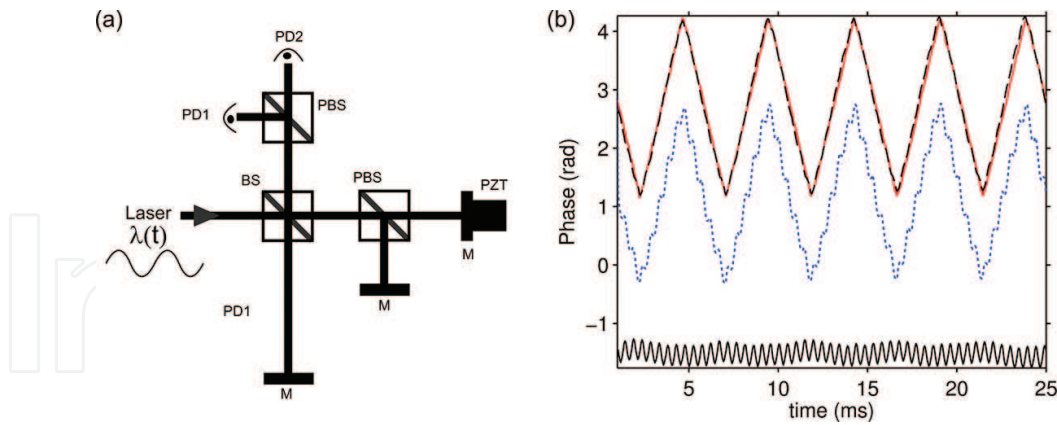 (a)
PD2
PD1
PBS
BS
PBS
PZT
Laser
λ(t)
M
M
PD1
M
(b)
Phase (rad)
4
3
2
1
0
−1
5
10
15
20
25
time (ms)